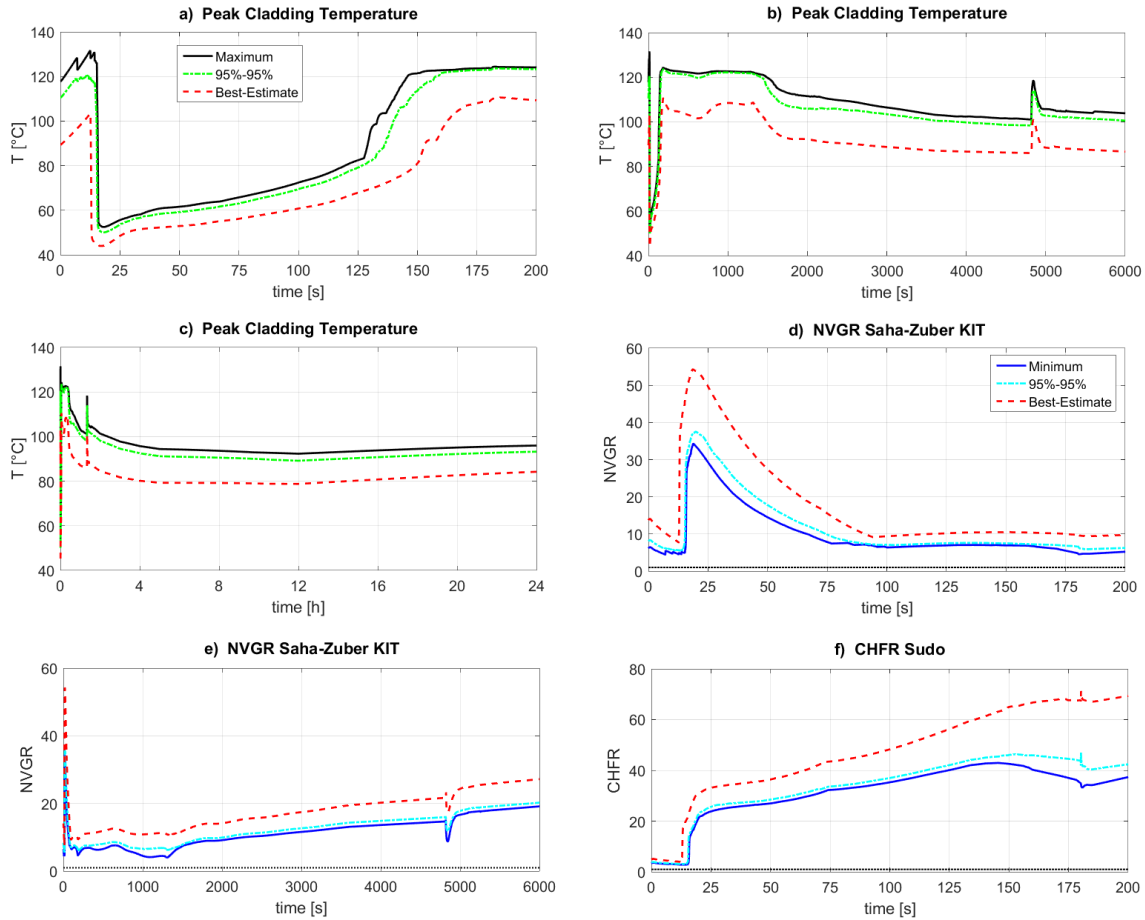 a) Peak Cladding Temperature
T [°C]
140
120
100
80
60
40
Maximum
95%-95%
Best-Estimate
0 25 50 75 100 125 150 175 200
time [s]
b) Peak Cladding Temperature
T [°C]
140
120
100
80
60
40
0 1000 2000 3000 4000 5000 6000
time [s]
c) Peak Cladding Temperature
T [°C]
140
120
100
80
60
40
0 4 8 12 16 20 24
time [h]
d) NVGR Saha-Zuber KIT
NVGR
60
50
40
30
20
10
0
Minimum
95%-95%
Best-Estimate
0 25 50 75 100 125 150 175 200
time [s]
e) NVGR Saha-Zuber KIT
NVGR
60
40
20
0
0 1000 2000 3000 4000 5000 6000
time [s]
f) CHFR Sudo
CHFR
80
60
40
20
0
0 25 50 75 100 125 150 175 200
time [s]